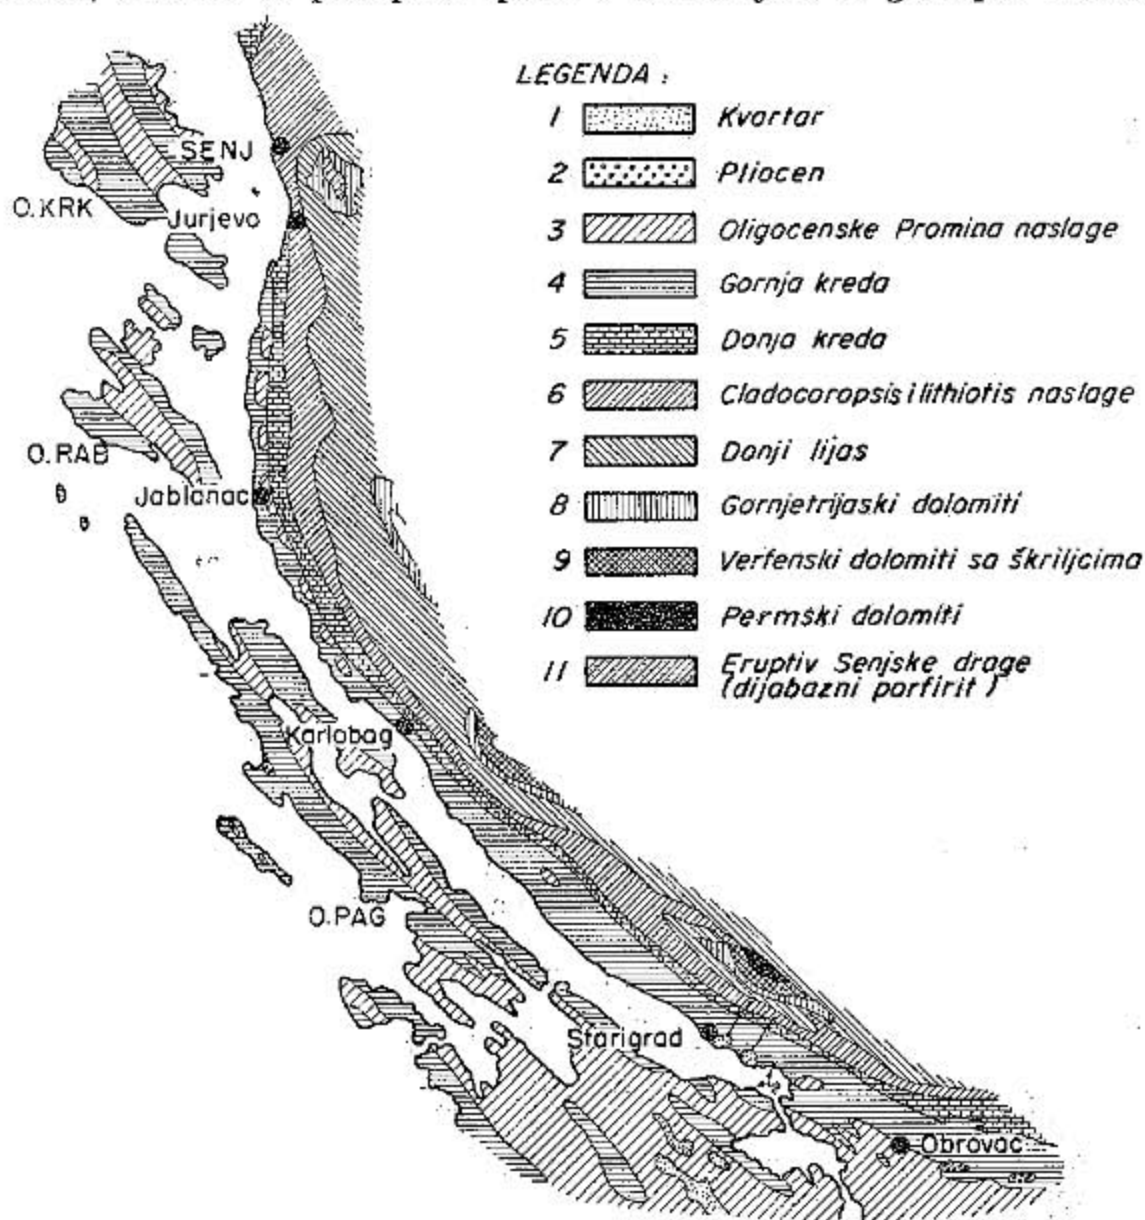 LEGENDA :
1 Kvartar
2 Pliocen
3 Oligocenske Promina naslage
4 Gornja kreda
5 Donja kreda
6 Cladocoropsis i lithiotis naslage
7 Donji lijas
8 Gornjetrijaski dolomiti
9 Verfenski dolomiti sa škriljcima
10 Permski dolomiti
11 Eruptiv Senjske drage
(dijabazni porfirit)
SENJ
O.KRK
Jurjevo
O.RAB
Jablanac
Karlobag
O.PAG
Starigrad
Obrovac